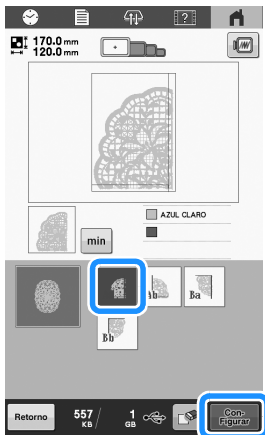 170.0 mm
120.0 mm
AZUL CLARO
min
Ab
Ba
Bb
Retorno
557 KB / 1 GB
Con-
Figurar